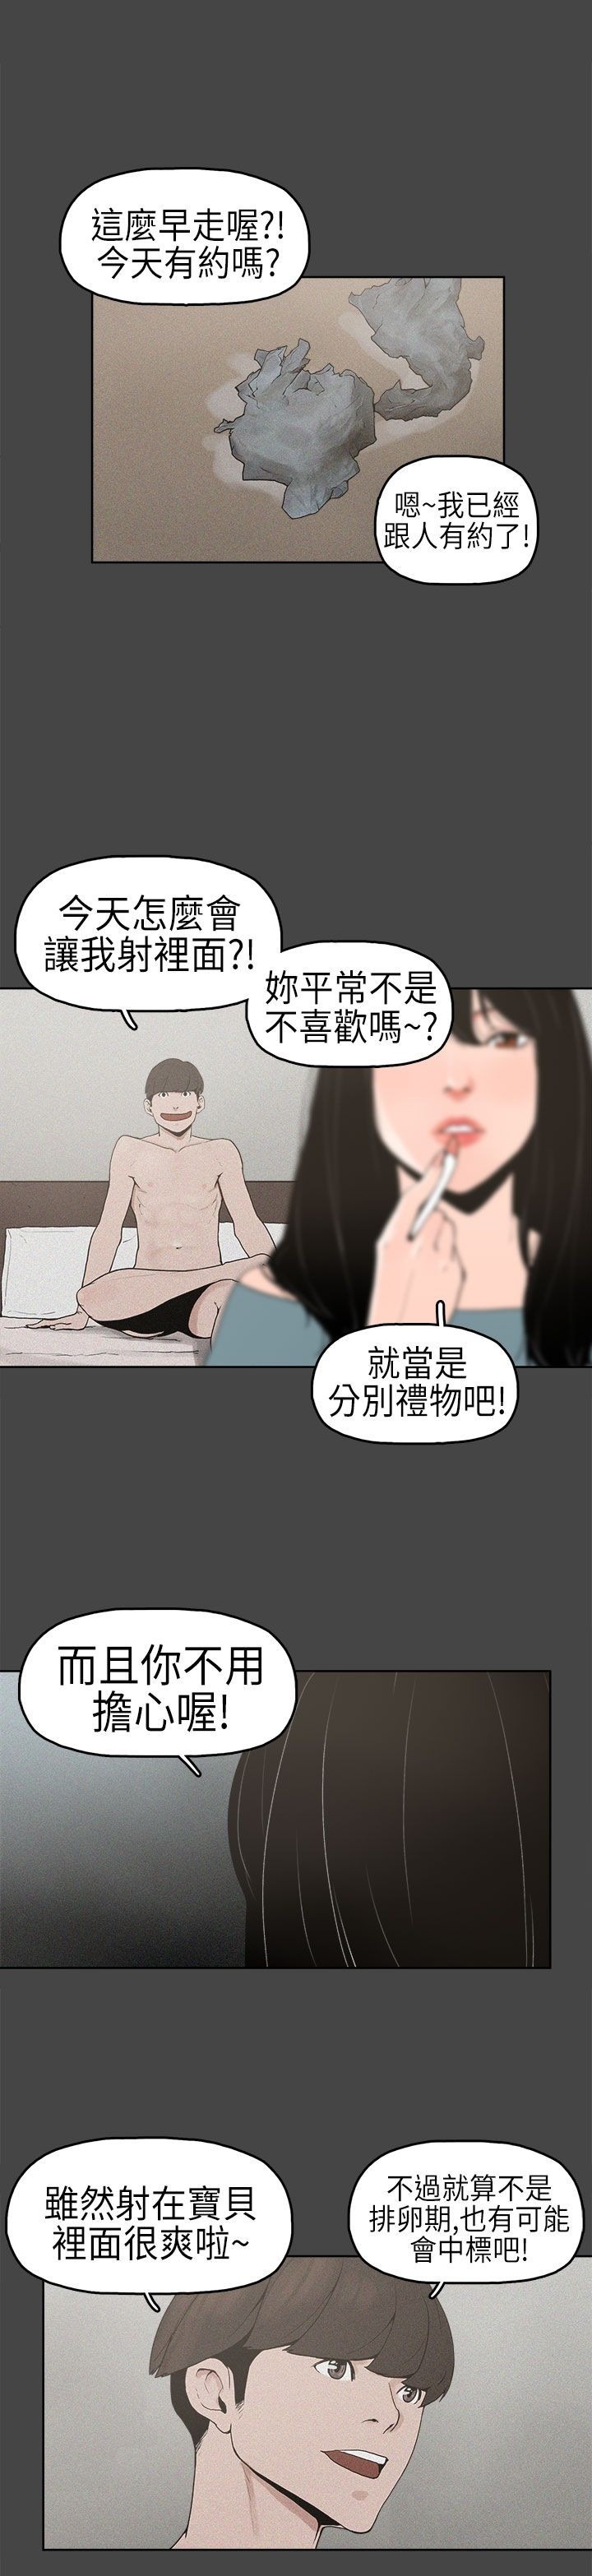 這麼早走喔?!
今天有約嗎?
嗯~我已經
跟人有約了!
今天怎麼會
讓我射裡面?!
妳平常不是
不喜歡嗎~?
就當是
分別禮物吧!
而且你不用
擔心喔!
雖然射在寶貝
裡面很爽啦~
不過就算不是
排卵期,也有可能
會中標吧!